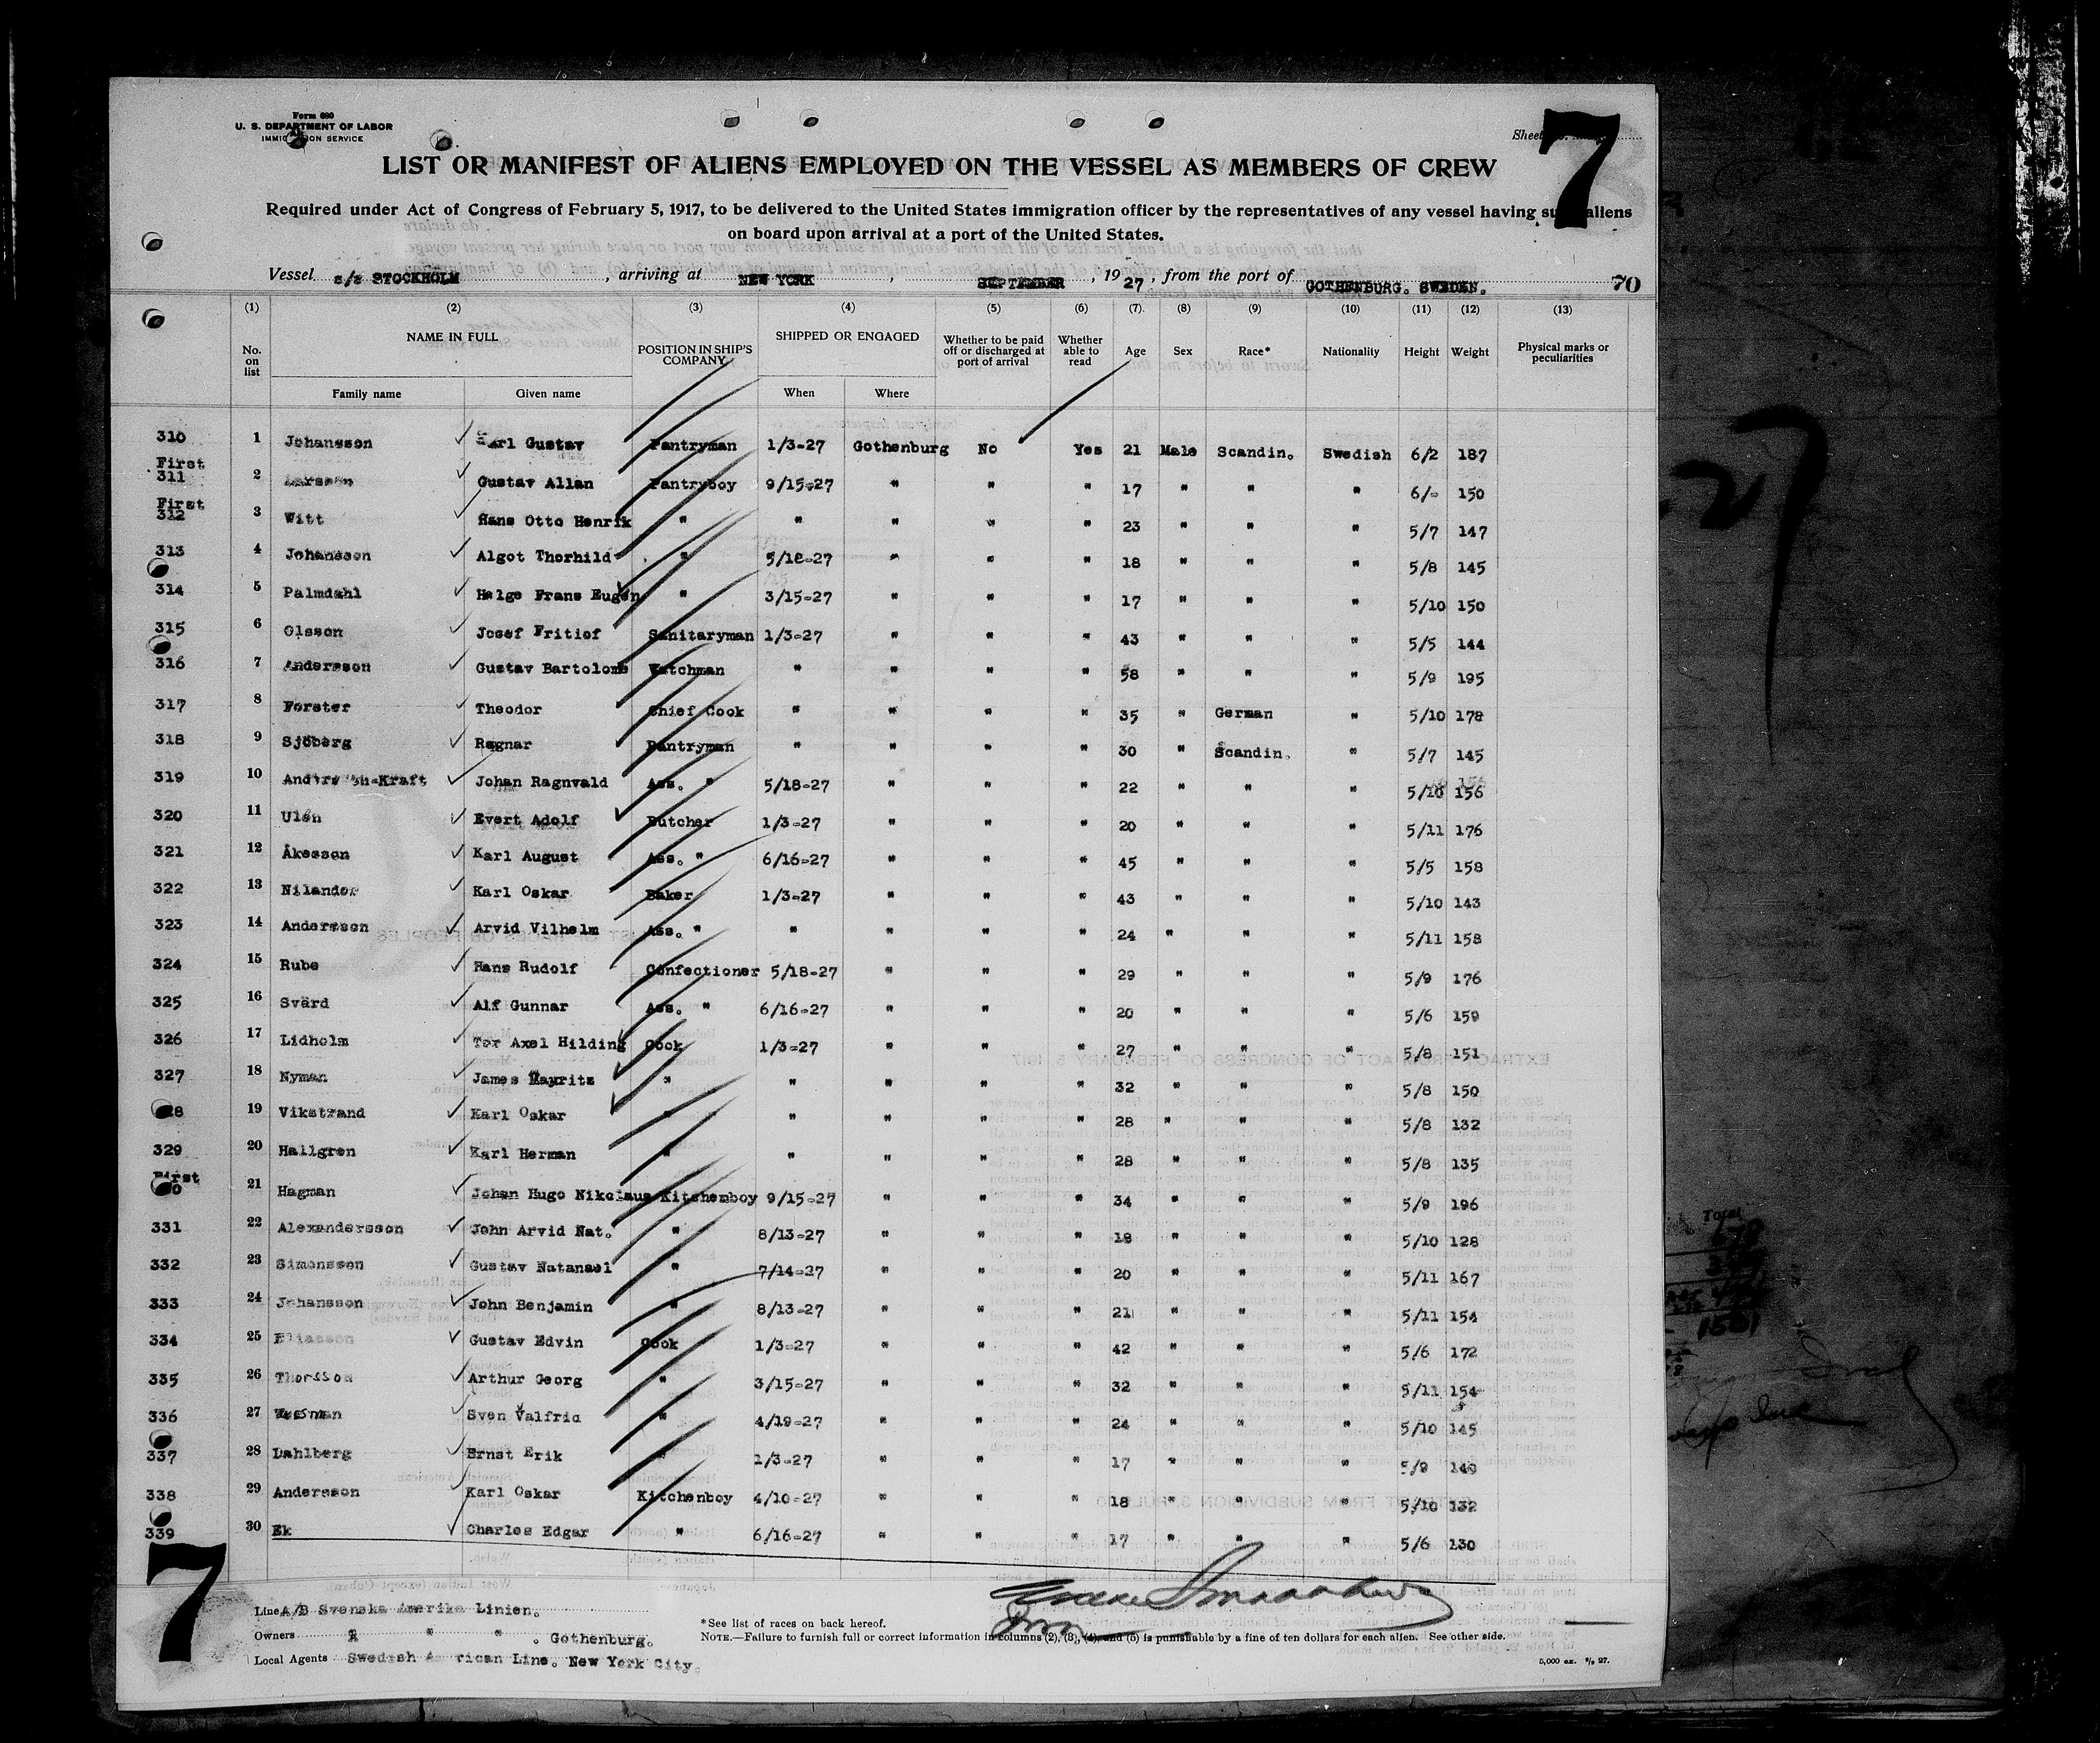 Form 680
U. S. DEPARTMENT OF LABOR
IMMIGRATION SERVICE
Sheet
7
LIST OR MANIFEST OF ALIENS EMPLOYED ON THE VESSEL AS MEMBERS OF CREW
Required under Act of Congress of February 5, 1917, to be delivered to the United States immigration officer by the representatives of any vessel having such aliens
on board upon arrival at a port of the United States.
Vessel s/s STOCKHOLM, arriving at NEW YORK, SEPTEMBER, 1927, from the port of GOTHENBURG. SWEDEN. 70
(1) (2) (3) (4) (5) (6) (7) (8) (9) (10) (11) (12) (13)
No. on list NAME IN FULL POSITION IN SHIP'S COMPANY SHIPPED OR ENGAGED Whether to be paid off or discharged at port of arrival Whether able to read Age Sex Race* Nationality Height Weight Physical marks or peculiarities
Family name Given name When Where
310 1 Johansson Karl Gustav Pantryman 1/3-27 Gothenburg No Yes 21 Male Scandin. Swedish 6/2 187
First
311 2 Larsson Gustav Allan Pantryboy 9/15-27 " " " 17 " " " 6/- 150
First
312 3 Witt Hans Otto Henrik " " " " " 23 " " " 5/7 147
313 4 Johansson Algot Thorhild " 5/18-27 " " " 18 " " " 5/8 145
314 5 Palmdahl Helge Frans Eugen " 3/15-27 " " " 17 " " " 5/10 150
315 6 Olsson Josef Fritiof Sanitaryman 1/3-27 " " " 43 " " " 5/5 144
316 7 Andersson Gustav Bartolome Watchman " " " " 58 " " " 5/9 195
317 8 Forster Theodor Chief Cook " " " " 35 " German " 5/10 178
318 9 Sjöberg Ragnar Pantryman " " " " 30 " Scandin. " 5/7 145
319 10 Andersson-Kraft Johan Ragnvald Ass. " 5/18-27 " " " 22 " " " 5/10 156
320 11 Ulén Evert Adolf Butcher 1/3-27 " " " 20 " " " 5/11 176
321 12 Åkesson Karl August Ass. " 6/16-27 " " " 45 " " " 5/5 158
322 13 Nilander Karl Oskar Baker 1/3-27 " " " 43 " " " 5/10 143
323 14 Andersson Arvid Vilhelm Ass. " " " " " 24 " " " 5/11 158
324 15 Rube Hans Rudolf Confectioner 5/18-27 " " " 29 " " " 5/9 176
325 16 Svärd Alf Gunnar Ass. " 6/16-27 " " " 20 " " " 5/6 159
326 17 Lidholm Tor Axel Hilding Cook 1/3-27 " " " 27 " " " 5/8 151
327 18 Nyman James Mauritz " " " " " 32 " " " 5/8 150
328 19 Vikstrand Karl Oskar " " " " " 28 " " " 5/8 132
329 20 Hallgren Karl Herman " " " " " 28 " " " 5/8 135
First
330 21 Hagman Johan Hugo Nikolaus Kitchenboy 9/15-27 " " " 34 " " " 5/9 196
331 22 Alexandersson John Arvid Nat. " 8/13-27 " " " 18 " " " 5/10 128
332 23 Simonsson Gustav Natanael " 7/14-27 " " " 20 " " " 5/11 167
333 24 Johansson John Benjamin " 8/13-27 " " " 21 " " " 5/11 154
334 25 Eliasson Gustav Edvin Cook 1/3-27 " " " 42 " " " 5/6 172
335 26 Thorsson Arthur Georg " 3/15-27 " " " 32 " " " 5/11 154
336 27 Sven Valfrid " 4/19-27 " " " 24 " " " 5/10 145
337 28 Dahlberg Ernst Erik " 1/3-27 " " " 17 " " " 5/9 140
338 29 Andersson Karl Oskar Kitchenboy 4/10-27 " " " 18 " " " 5/10 132
339 30 Ek Charles Edgar " 6/16-27 " " " 17 " " " 5/6 130
7
Line A/B Svenska Amerika Linien.
Owners " " . Gothenburg.
Local Agents Swedish American Line. New York City.
*See list of races on back hereof.
NOTE.—Failure to furnish full or correct information in columns (2), (3), (4), and (5) is punishable by a fine of ten dollars for each alien. See other side.
Total